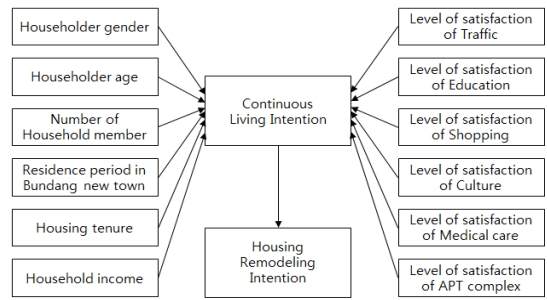 Householder gender
Householder age
Number of
Household member
Residence period in
Bundang new town
Housing tenure
Household income
Continuous
Living Intention
Housing
Remodeling
Intention
Level of satisfaction
of Traffic
Level of satisfaction
of Education
Level of satisfaction
of Shopping
Level of satisfaction
of Culture
Level of satisfaction
of Medical care
Level of satisfaction
of APT complex